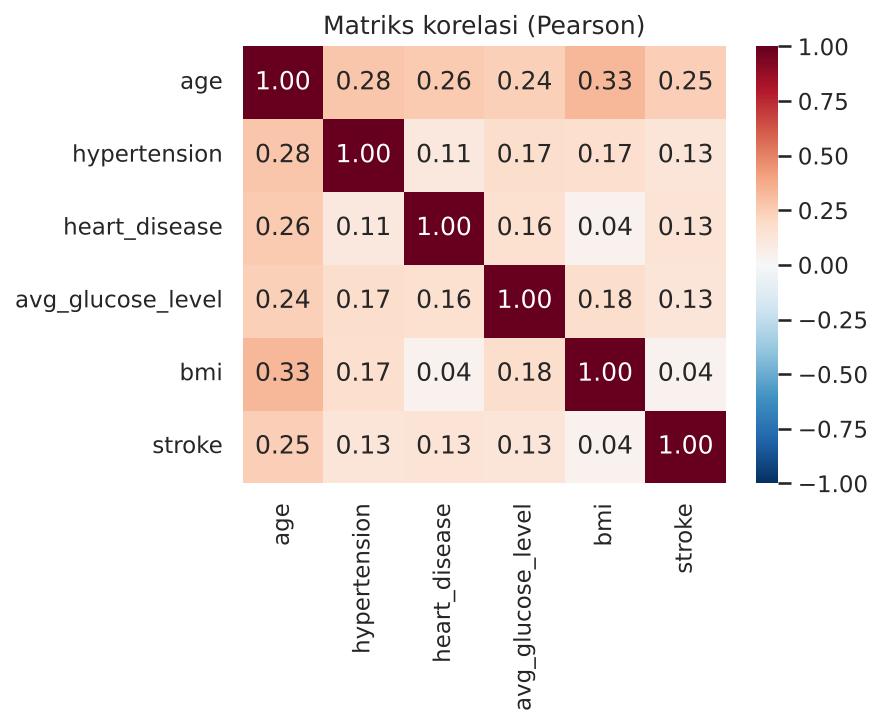 Matriks korelasi (Pearson)
age 1.00 0.28 0.26 0.24 0.33 0.25
hypertension 0.28 1.00 0.11 0.17 0.17 0.13
heart_disease 0.26 0.11 1.00 0.16 0.04 0.13
avg_glucose_level 0.24 0.17 0.16 1.00 0.18 0.13
bmi 0.33 0.17 0.04 0.18 1.00 0.04
stroke 0.25 0.13 0.13 0.13 0.04 1.00
age
hypertension
heart_disease
avg_glucose_level
bmi
stroke
1.00
0.75
0.50
0.25
0.00
−0.25
−0.50
−0.75
−1.00